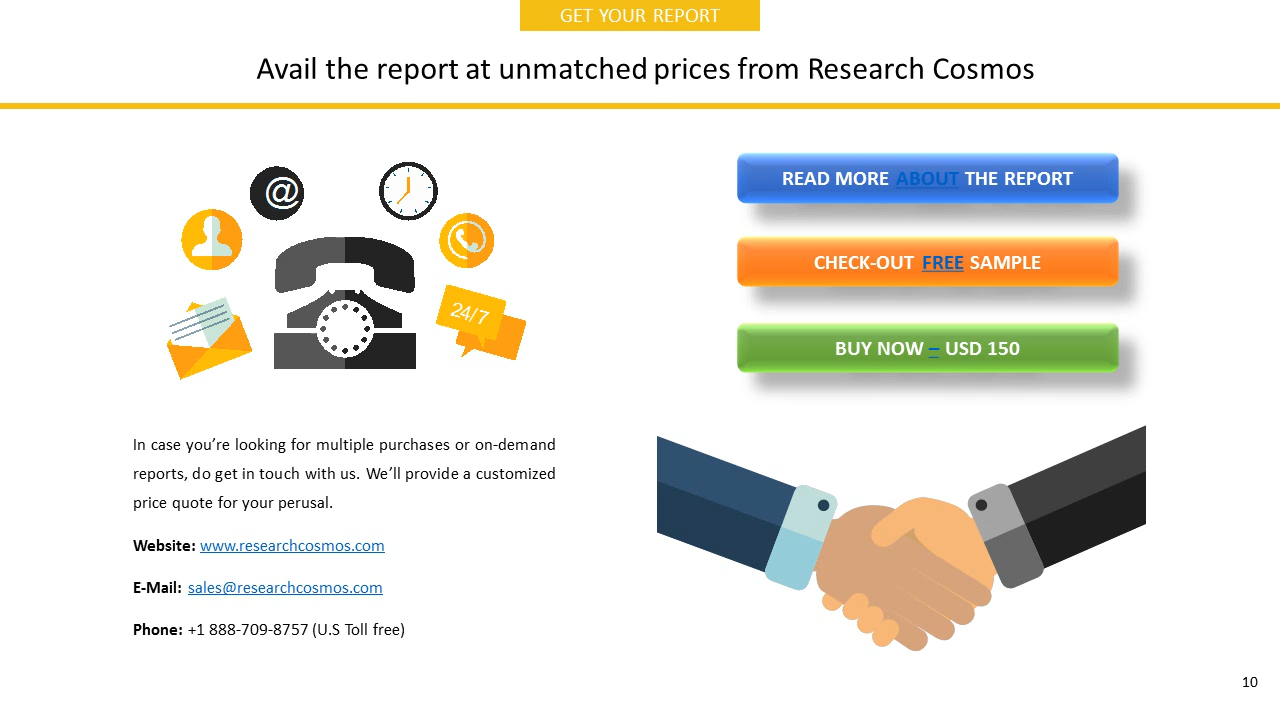 GET YOUR REPORT
Avail the report at unmatched prices from Research Cosmos
@
24/7
READ MORE ABOUT THE REPORT
CHECK-OUT FREE SAMPLE
BUY NOW – USD 150
In case you’re looking for multiple purchases or on-demand
reports, do get in touch with us. We’ll provide a customized
price quote for your perusal.
Website: www.researchcosmos.com
E-Mail: sales@researchcosmos.com
Phone: +1 888-709-8757 (U.S Toll free)
10